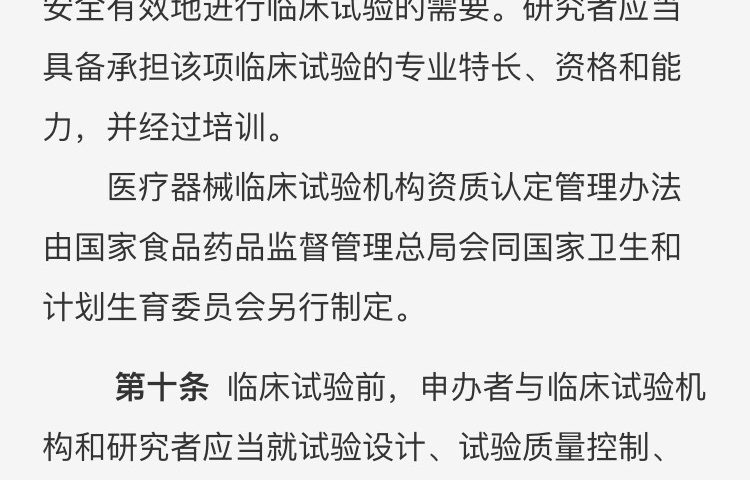 安全有效地进行临床试验的需要。研究者应当
具备承担该项临床试验的专业特长、资格和能
力，并经过培训。
医疗器械临床试验机构资质认定管理办法
由国家食品药品监督管理总局会同国家卫生和
计划生育委员会另行制定。
第十条 临床试验前，申办者与临床试验机
构和研究者应当就试验设计、试验质量控制、